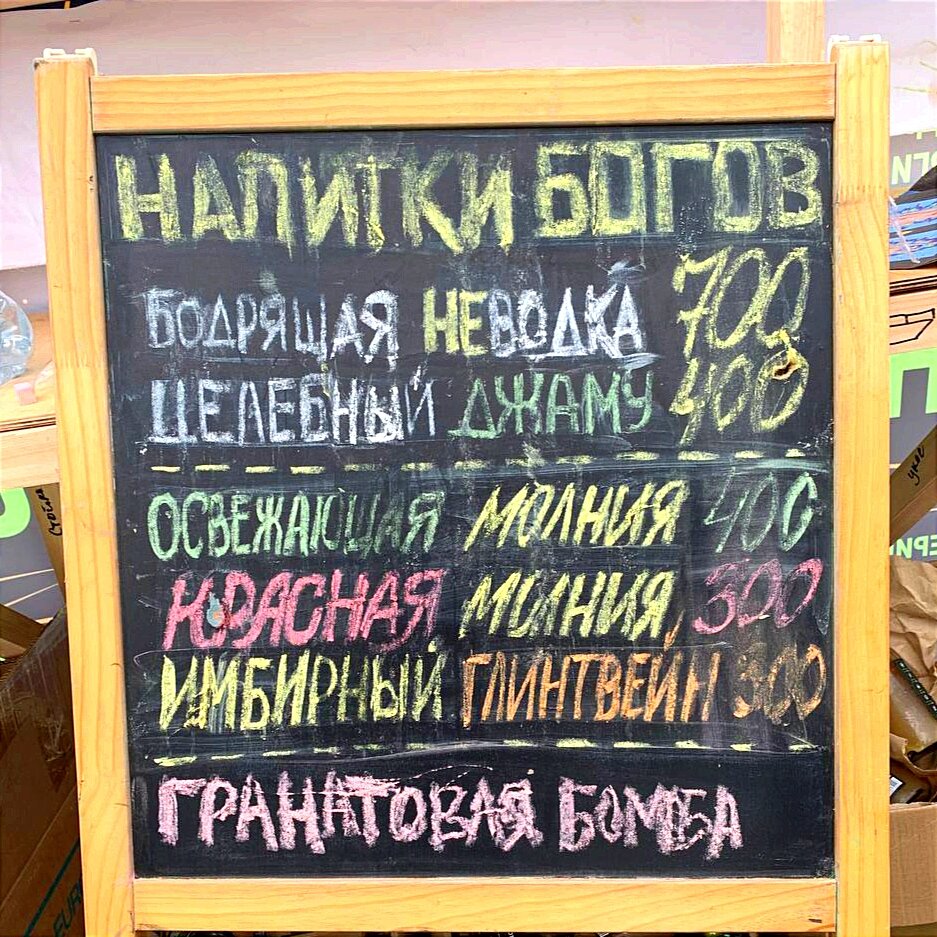 НАПИТКИ БОГОВ
БОДРЯЩАЯ НЕВОДКА 700
ЦЕЛЕБНЫЙ ДЖАМУ 400
ОСВЕЖАЮЩАЯ МОЛНИЯ 400
КРАСНАЯ МОЛНИЯ 300
ИМБИРНЫЙ ГЛИНТВЕЙН 300
ГРАНАТОВАЯ БОМБА